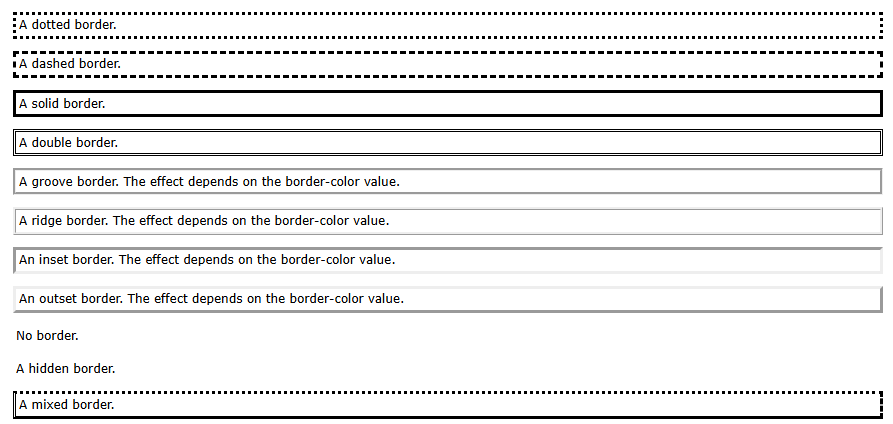 A dotted border.
A dashed border.
A solid border.
A double border.
A groove border. The effect depends on the border-color value.
A ridge border. The effect depends on the border-color value.
An inset border. The effect depends on the border-color value.
An outset border. The effect depends on the border-color value.
No border.
A hidden border.
A mixed border.